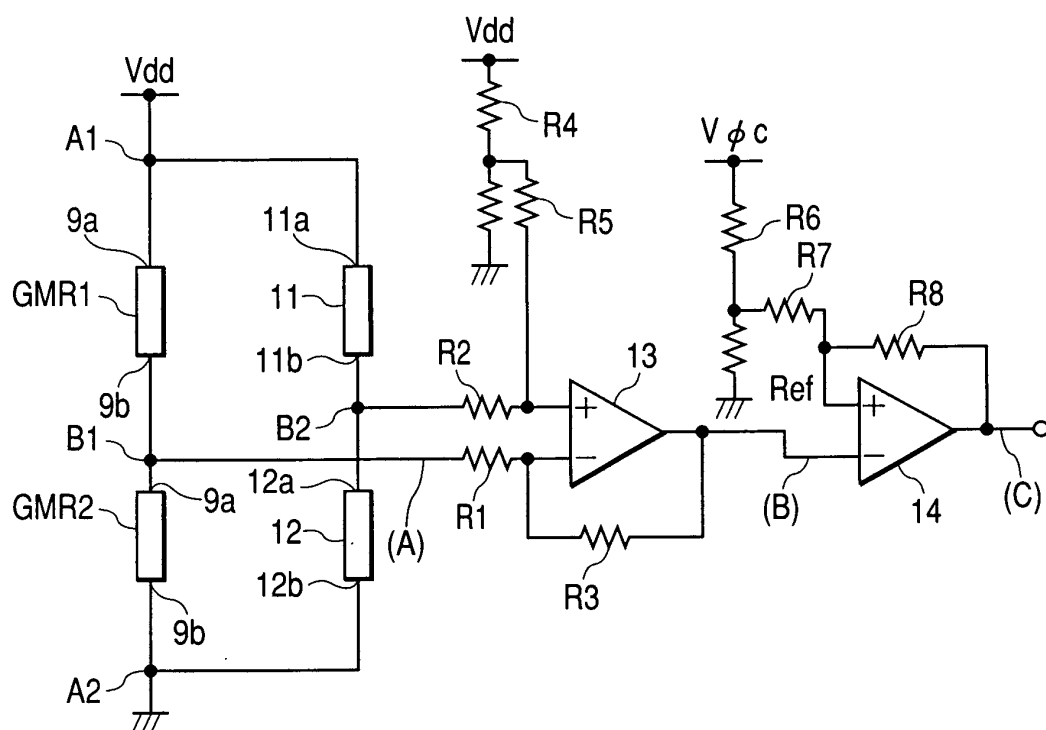 Vdd
Vdd
R4
A1
V φ c
9a
11a
R5
R6
GMR1
11
R7
R8
11b
R2
13
9b
B2
+
Ref
+
B1
−
−
9a
12a
R1
(B)
14
(C)
GMR2
12
(A)
12b
R3
9b
A2